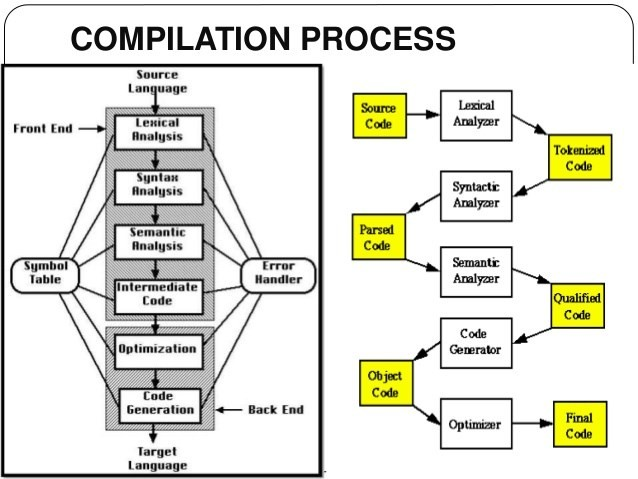 COMPILATION PROCESS
Source
Language
Front End
Lexical
Analysis
Syntax
Analysis
Semantic
Analysis
Symbol
Table
Error
Handler
Intermediate
Code
Optimization
Code
Generation
Back End
Target
Language
Source
Code
Lexical
Analyzer
Tokenized
Code
Syntactic
Analyzer
Parsed
Code
Semantic
Analyzer
Qualified
Code
Code
Generator
Object
Code
Optimizer
Final
Code